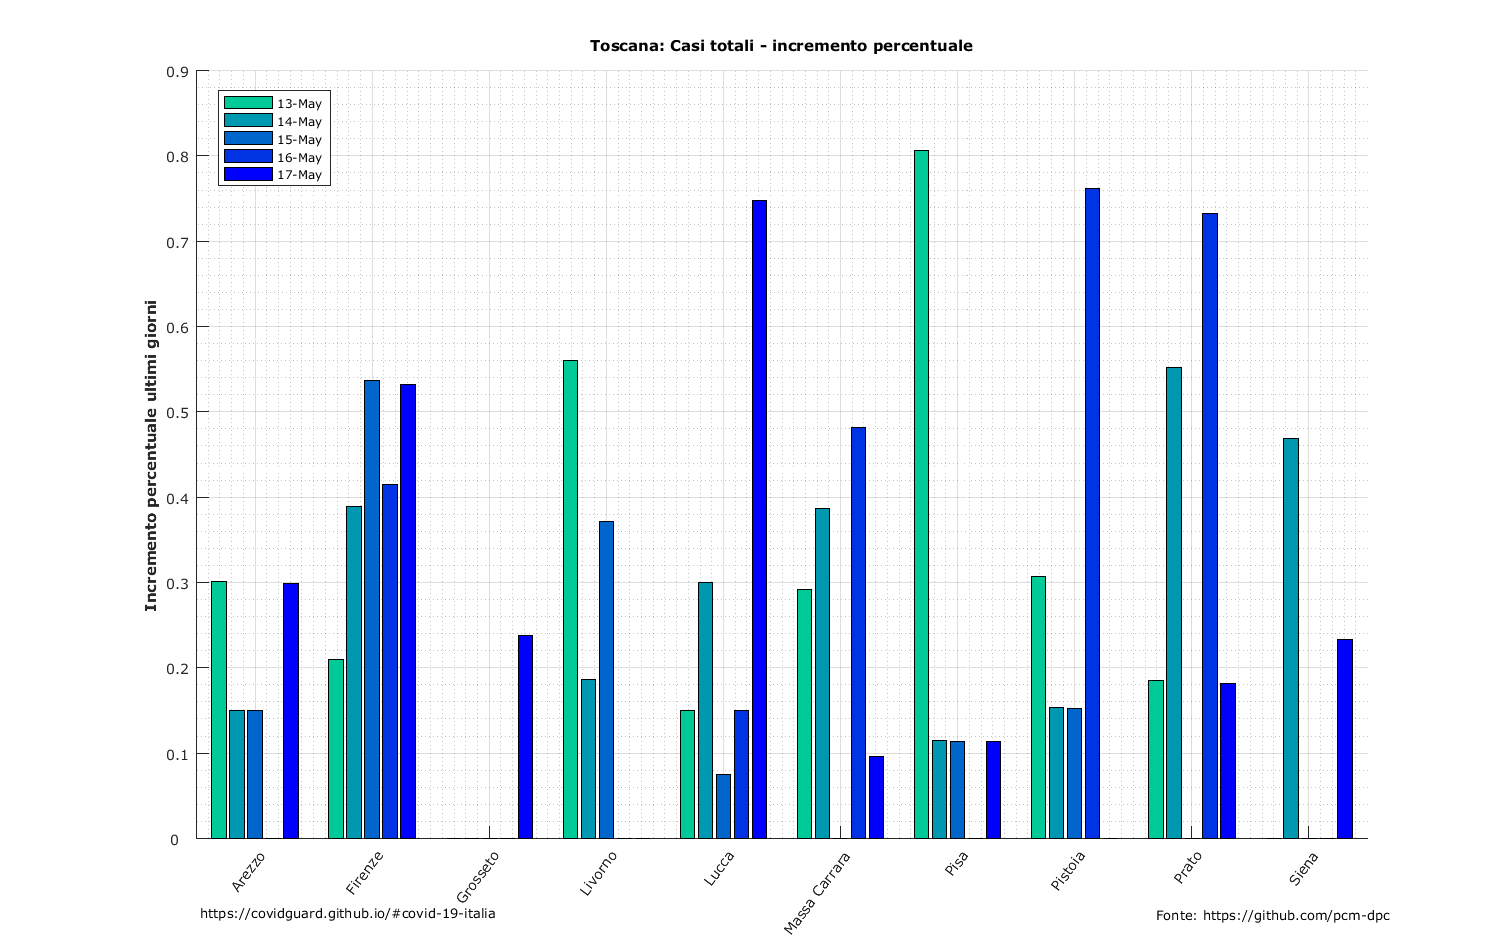 Toscana: Casi totali - incremento percentuale
Incremento percentuale ultimi giorni
0.9
0.8
0.7
0.6
0.5
0.4
0.3
0.2
0.1
0
13-May
14-May
15-May
16-May
17-May
Arezzo
Firenze
Grosseto
Livorno
Lucca
Massa Carrara
Pisa
Pistoia
Prato
Siena
https://covidguard.github.io/#covid-19-italia
Fonte: https://github.com/pcm-dpc